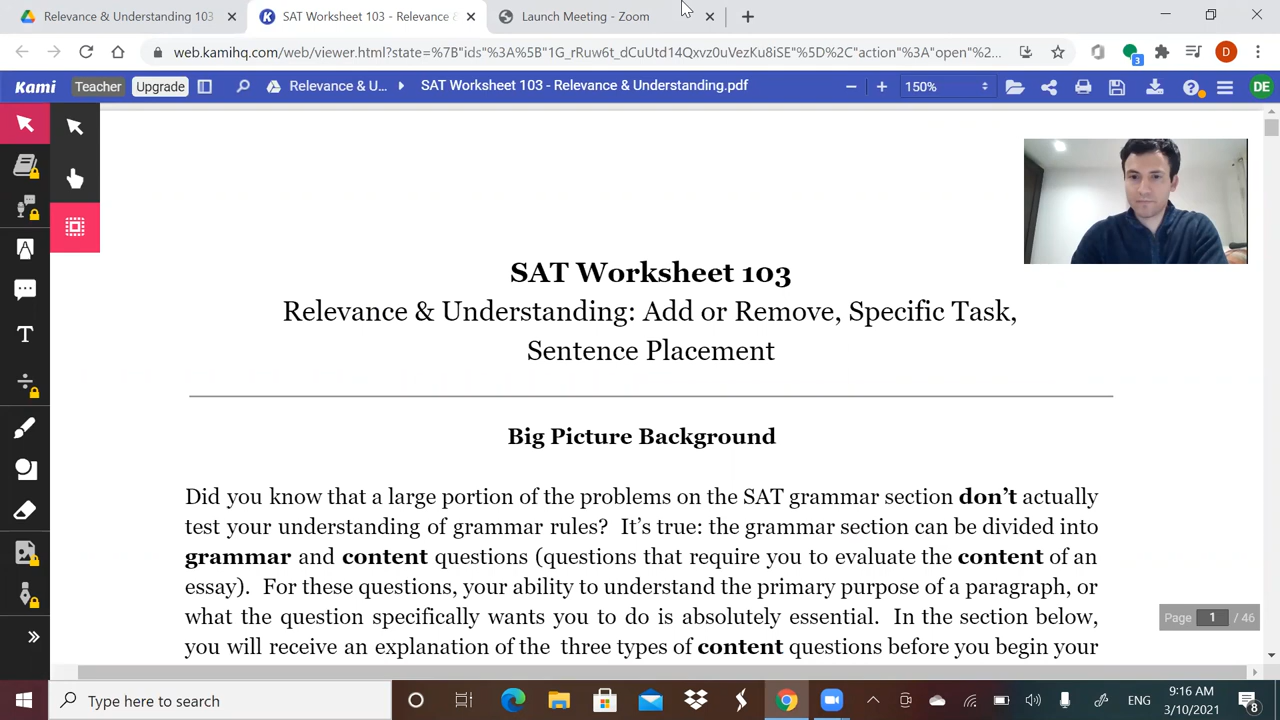 Relevance & Understanding 103
SAT Worksheet 103 - Relevance &
Launch Meeting - Zoom
web.kamihq.com/web/viewer.html?state=%7B"ids"%3A%5B"1G_rRuw6t_dCuUtd14Qxvz0uVezKu8iSE"%5D%2C"action"%3A"open"%2...
3
D
Kami
Teacher
Upgrade
Relevance & U...
SAT Worksheet 103 - Relevance & Understanding.pdf
150%
DE
SAT Worksheet 103
Relevance & Understanding: Add or Remove, Specific Task,
Sentence Placement
Big Picture Background
Did you know that a large portion of the problems on the SAT grammar section don't actually
test your understanding of grammar rules? It's true: the grammar section can be divided into
grammar and content questions (questions that require you to evaluate the content of an
essay). For these questions, your ability to understand the primary purpose of a paragraph, or
what the question specifically wants you to do is absolutely essential. In the section below,
you will receive an explanation of the three types of content questions before you begin your
Page 1 / 46
Type here to search
ENG
9:16 AM
3/10/2021
8